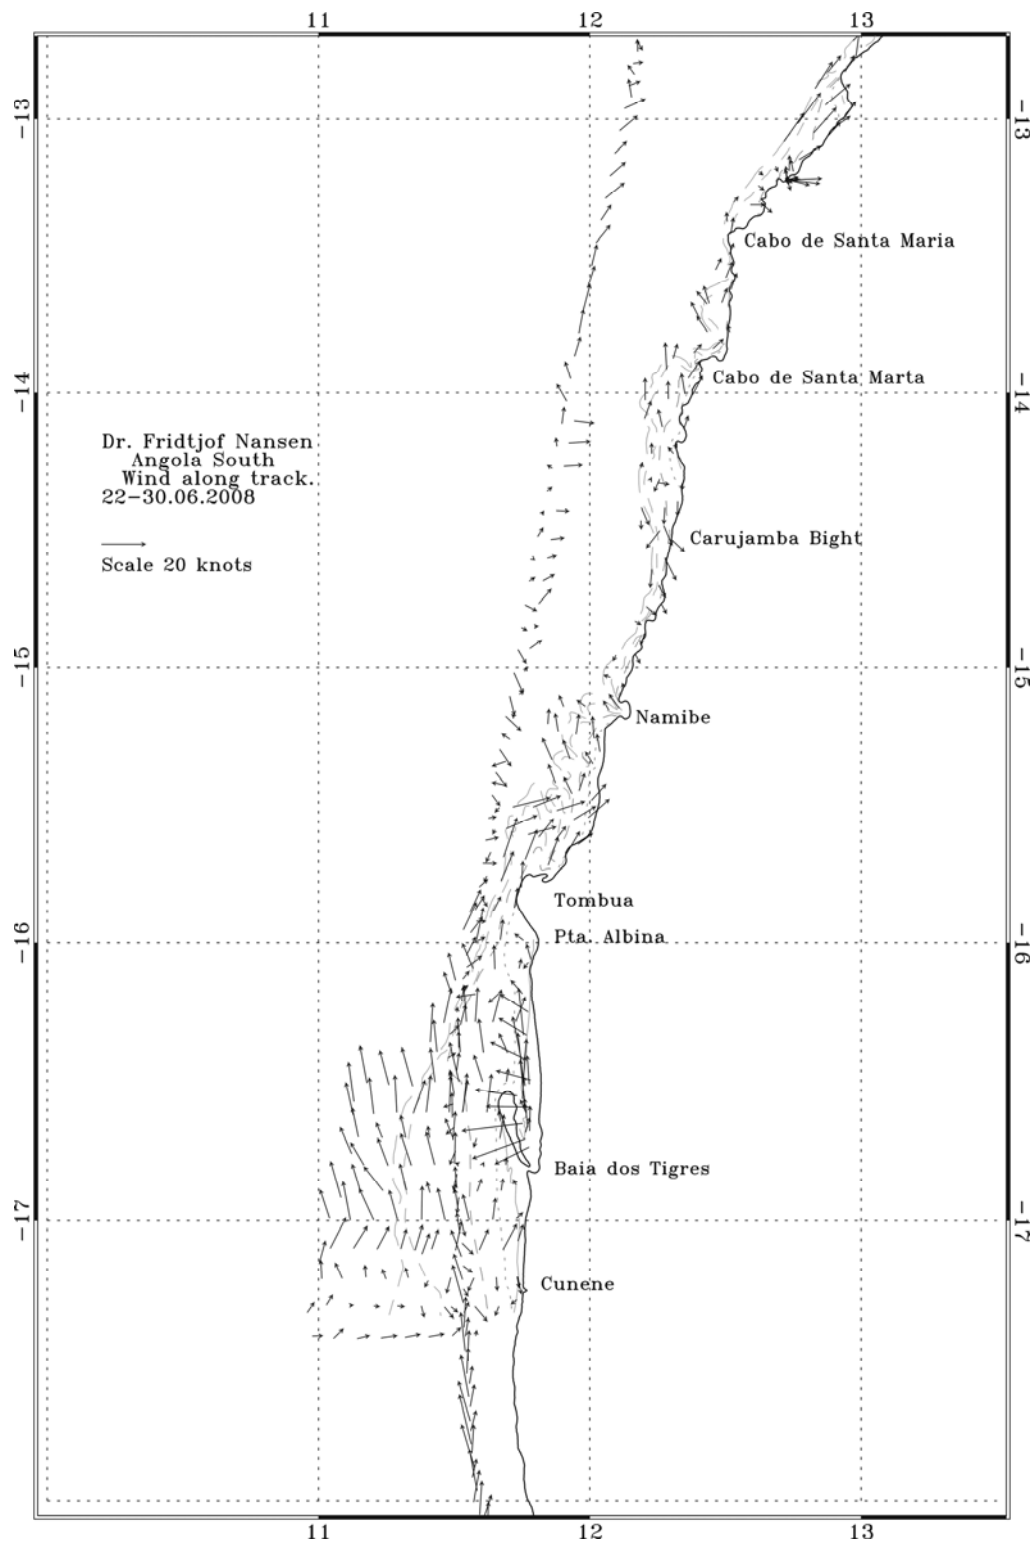 11 12 13
-13 -13
Cabo de Santa Maria
Cabo de Santa Marta
-14 -14
Dr. Fridtjof Nansen
Angola South
Wind along track.
22-30.06.2008
Carujamba Bight
Scale 20 knots
-15 -15
Namibe
Tombua
Pta. Albina
-16 -16
Baia dos Tigres
-17 -17
Cunene
11 12 13